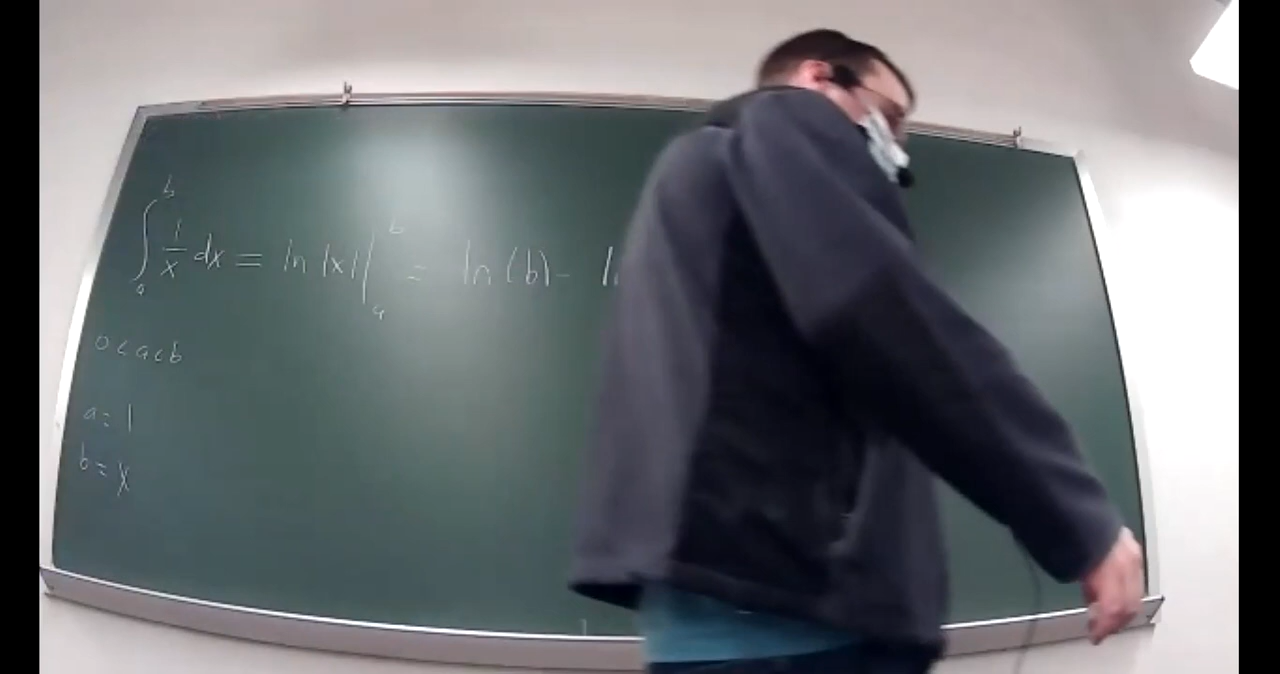 ∫_a^b 1/x dx = ln |x| |_a^b = ln(b) - l
0 < a < b
a = 1
b = x